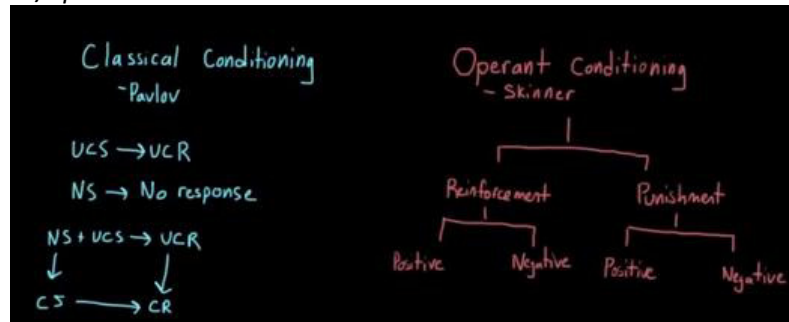 Classical Conditioning
- Pavlov
UCS → UCR
NS → No response
NS + UCS → UCR
↓ ↓
CS → CR
Operant Conditioning
- Skinner
Reinforcement Punishment
Positive Negative Positive Negative